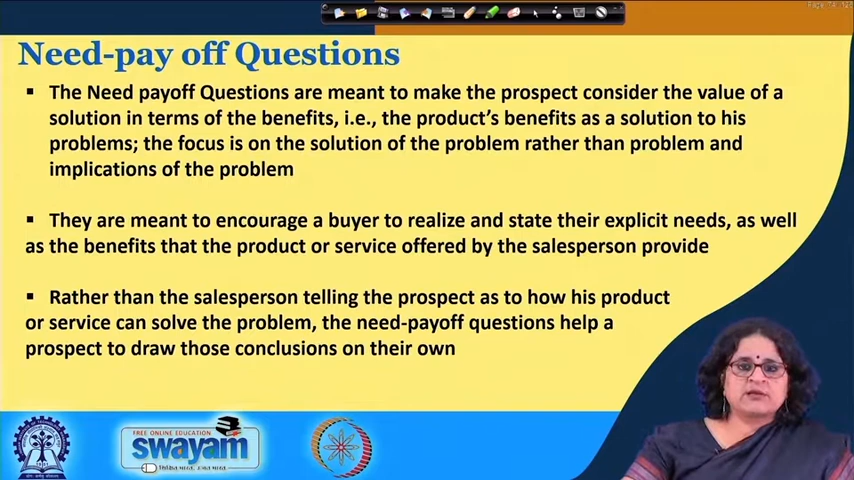 Need-pay off Questions
▪ The Need payoff Questions are meant to make the prospect consider the value of a
solution in terms of the benefits, i.e., the product's benefits as a solution to his
problems; the focus is on the solution of the problem rather than problem and
implications of the problem
▪ They are meant to encourage a buyer to realize and state their explicit needs, as well
as the benefits that the product or service offered by the salesperson provide
▪ Rather than the salesperson telling the prospect as to how his product
or service can solve the problem, the need-payoff questions help a
prospect to draw those conclusions on their own
FREE ONLINE EDUCATION
swayam